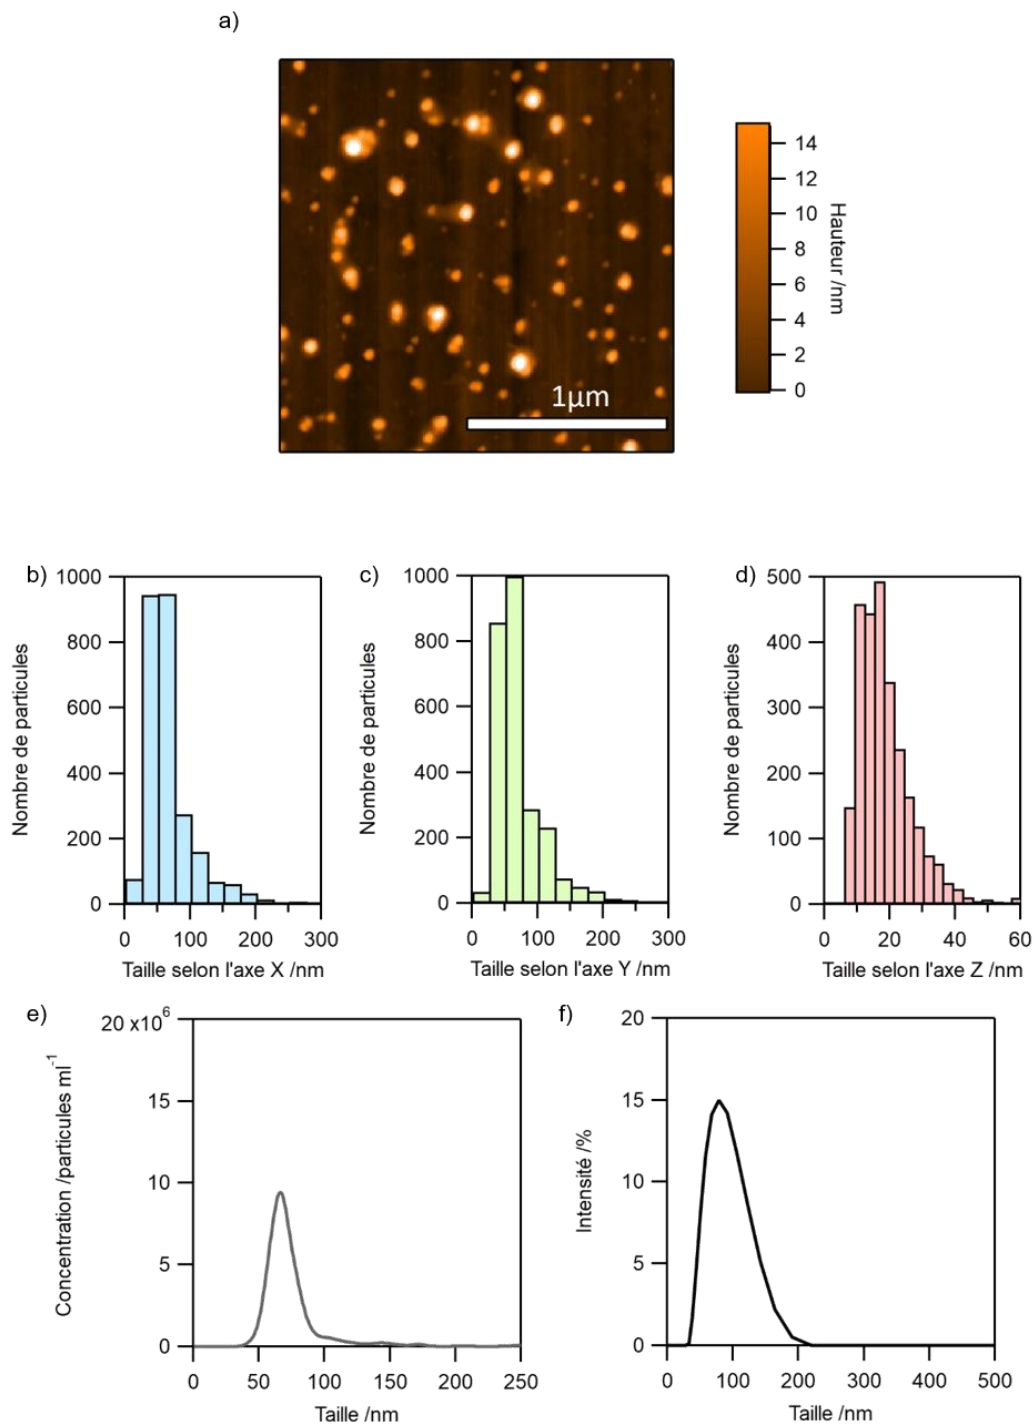 a)
14
12
10
8
6
4
2
0
Hauteur /nm
1µm
b)
1000
800
600
400
200
0
Nombre de particules
0 100 200 300
Taille selon l'axe X /nm
c)
1000
800
600
400
200
0
Nombre de particules
0 100 200 300
Taille selon l'axe Y /nm
d)
500
400
300
200
100
0
Nombre de particules
0 20 40 60
Taille selon l'axe Z /nm
e)
20 x10⁶
15
10
5
0
Concentration /particules ml⁻¹
0 50 100 150 200 250
Taille /nm
f)
20
15
10
5
0
Intensité /%
0 100 200 300 400 500
Taille /nm